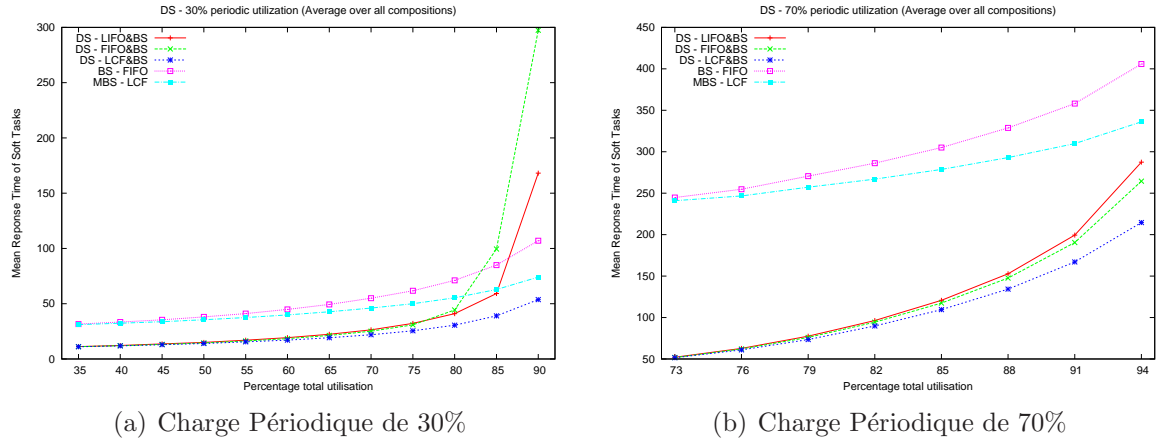 DS - 30% periodic utilization (Average over all compositions)
Mean Reponse Time of Soft Tasks
300
250
200
150
100
50
0
DS - LIFO&BS
DS - FIFO&BS
DS - LCF&BS
BS - FIFO
MBS - LCF
35 40 45 50 55 60 65 70 75 80 85 90
Percentage total utilisation
(a) Charge Périodique de 30%
DS - 70% periodic utilization (Average over all compositions)
Mean Reponse Time of Soft Tasks
450
400
350
300
250
200
150
100
50
DS - LIFO&BS
DS - FIFO&BS
DS - LCF&BS
BS - FIFO
MBS - LCF
73 76 79 82 85 88 91 94
Percentage total utilisation
(b) Charge Périodique de 70%